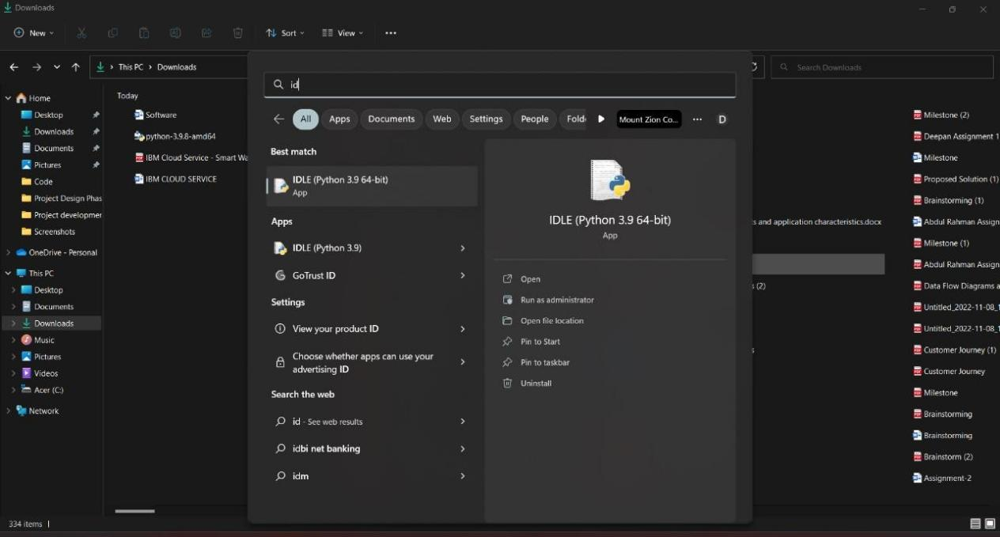 Downloads
New
Sort
View
This PC > Downloads
Search Downloads
Home
Desktop
Downloads
Documents
Pictures
Code
Project Design Phas
Project developmer
Screenshots
OneDrive - Personal
This PC
Desktop
Documents
Downloads
Music
Pictures
Videos
Acer (C:)
Network
Today
Software
python-3.9.8-amd64
IBM Cloud Service - Smart Wa
IBM CLOUD SERVICE
id
All
Apps
Documents
Web
Settings
People
Folde
Mount Zion Co...
D
Best match
IDLE (Python 3.9 64-bit)
App
Apps
IDLE (Python 3.9)
GoTrust ID
Settings
View your product ID
Choose whether apps can use your
advertising ID
Search the web
id - See web results
idbi net banking
idm
IDLE (Python 3.9 64-bit)
App
Open
Run as administrator
Open file location
Pin to Start
Pin to taskbar
Uninstall
s and application characteristics.docx
s (2)
s
Milestone (2)
Deepan Assignment 1
Milestone
Proposed Solution (1)
Brainstorming (1)
Abdul Rahman Assign
Milestone (1)
Abdul Rahman Assign
Data Flow Diagrams a
Untitled_2022-11-08_1
Untitled_2022-11-08_1
Customer Journey (1)
Customer Journey
Milestone
Brainstorming
Brainstorming
Brainstorm (2)
Assignment-2
334 items